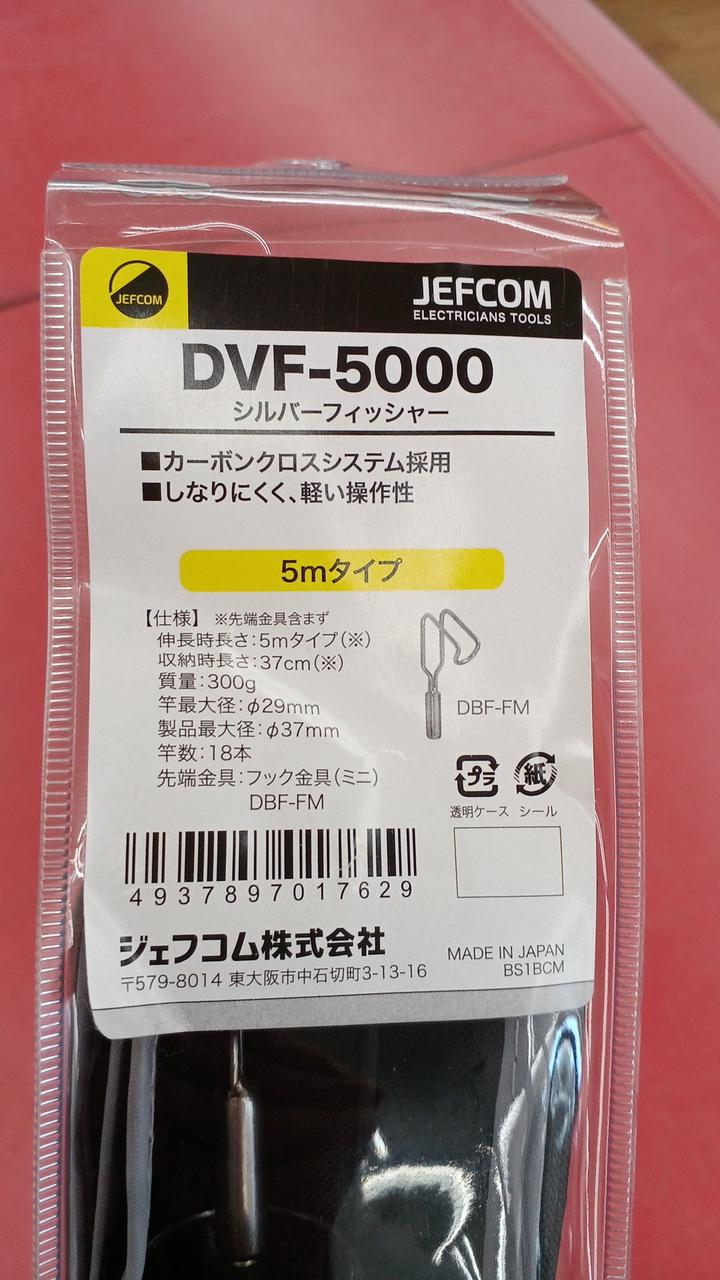 JEFCOM
JEFCOM
ELECTRICIANS TOOLS
DVF-5000
シルバーフィッシャー
■カーボンクロスシステム採用
■しなりにくく、軽い操作性
5mタイプ
【仕様】 ※先端金具含まず
伸長時長さ:5mタイプ(※)
収納時長さ:37cm(※)
質量:300g
竿最大径:φ29mm
製品最大径:φ37mm
竿数:18本
先端金具:フック金具(ミニ)
DBF-FM
DBF-FM
プラ 紙
透明ケース シール
4937897017629
ジェフコム株式会社
〒579-8014 東大阪市中石切町3-13-16
MADE IN JAPAN
BS1BCM